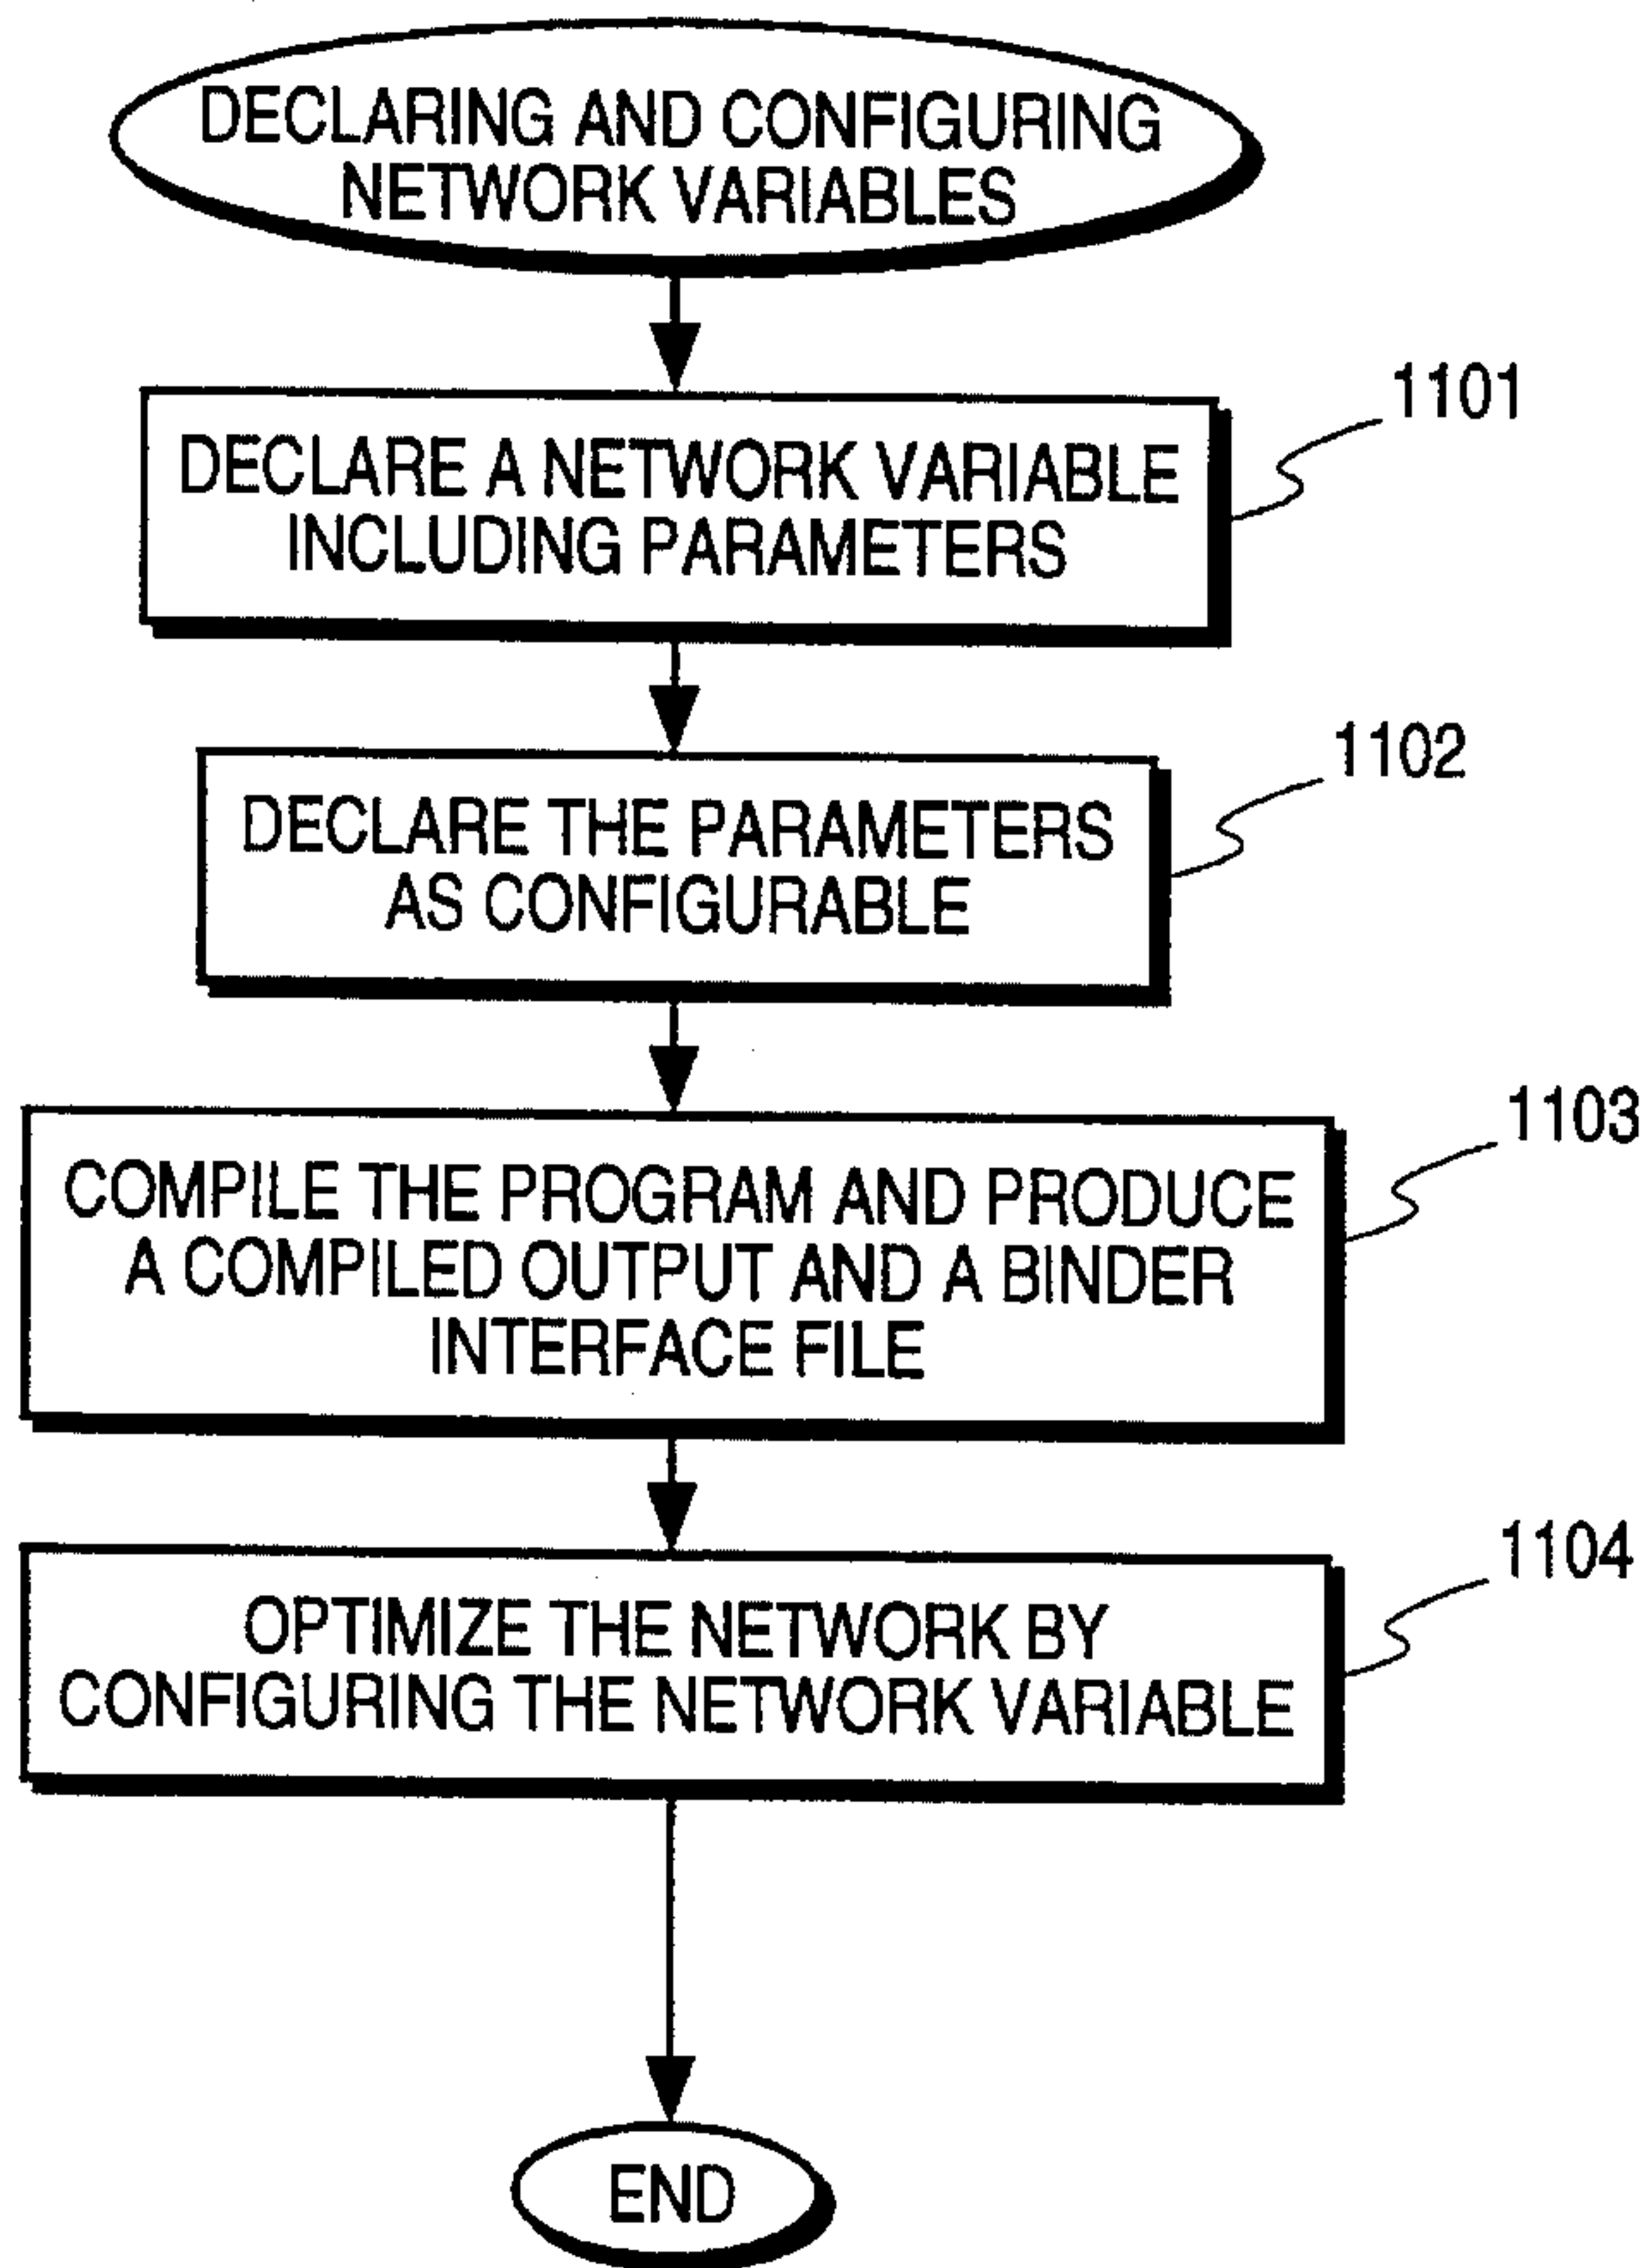 DECLARING AND CONFIGURING
NETWORK VARIABLES
1101
DECLARE A NETWORK VARIABLE
INCLUDING PARAMETERS
1102
DECLARE THE PARAMETERS
AS CONFIGURABLE
1103
COMPILE THE PROGRAM AND PRODUCE
A COMPILED OUTPUT AND A BINDER
INTERFACE FILE
1104
OPTIMIZE THE NETWORK BY
CONFIGURING THE NETWORK VARIABLE
END